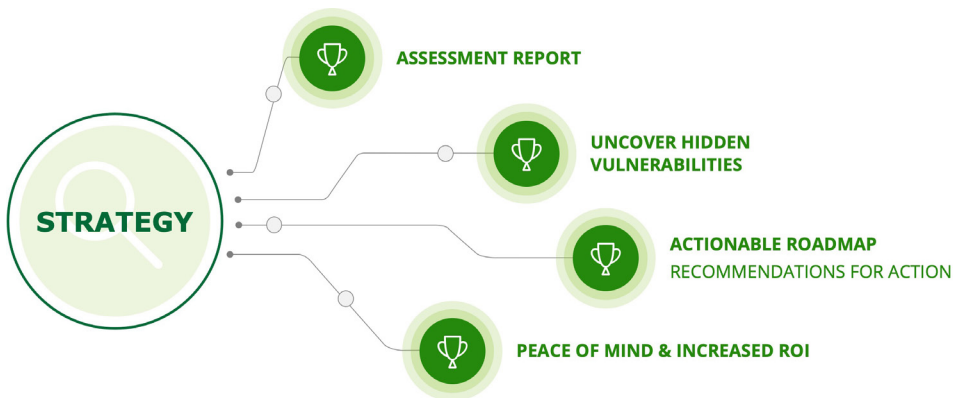 STRATEGY
ASSESSMENT REPORT
UNCOVER HIDDEN
VULNERABILITIES
ACTIONABLE ROADMAP
RECOMMENDATIONS FOR ACTION
PEACE OF MIND & INCREASED ROI